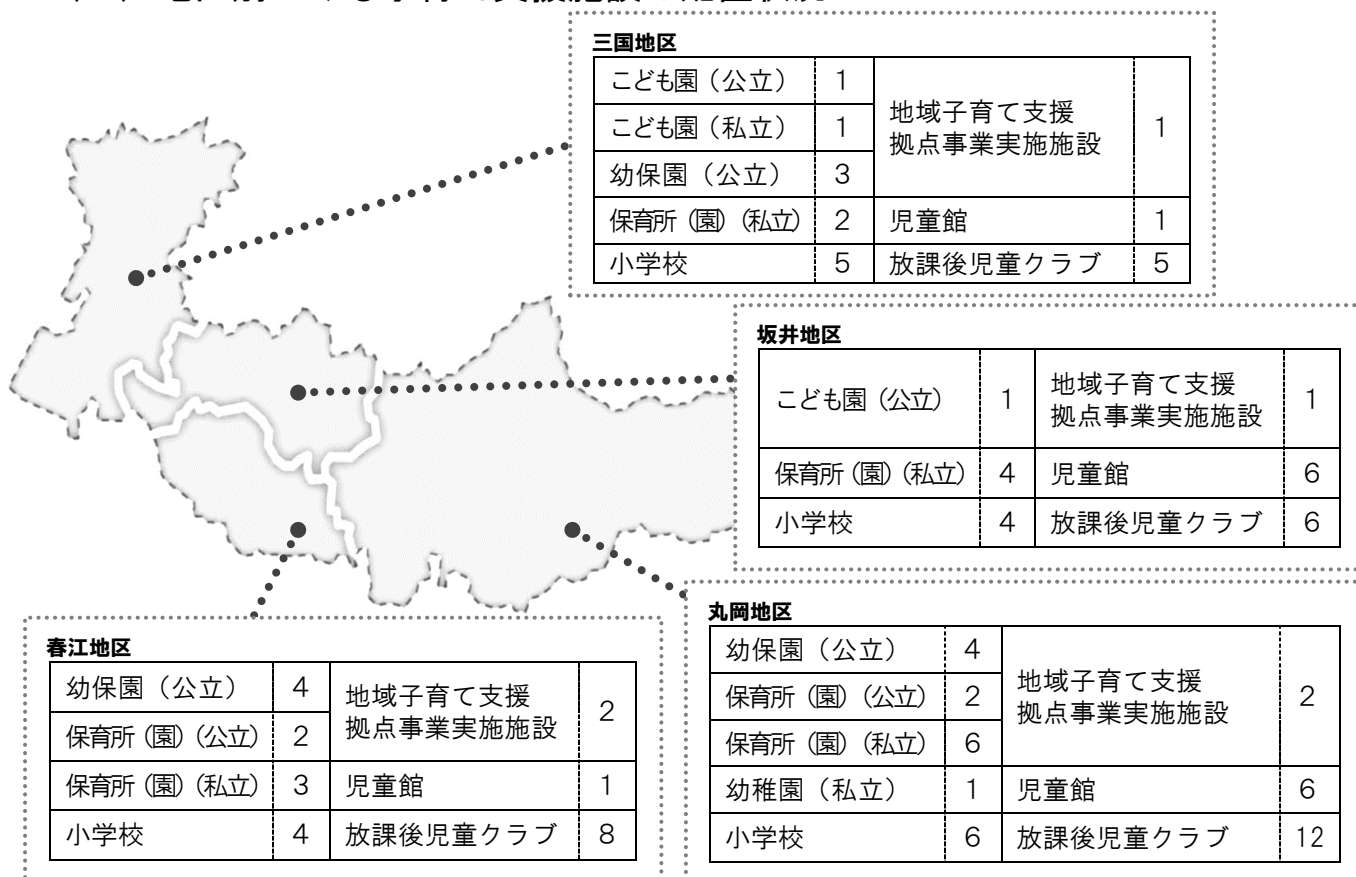 三国地区
こども園（公立） 1
地域子育て支援
拠点事業実施施設 1
こども園（私立） 1
幼保園（公立） 3
保育所（園）（私立） 2 児童館 1
小学校 5 放課後児童クラブ 5
坂井地区
こども園（公立） 1
地域子育て支援
拠点事業実施施設 1
保育所（園）（私立） 4 児童館 6
小学校 4 放課後児童クラブ 6
春江地区
幼保園（公立） 4
地域子育て支援
拠点事業実施施設 2
保育所（園）（公立） 2
保育所（園）（私立） 3 児童館 1
小学校 4 放課後児童クラブ 8
丸岡地区
幼保園（公立） 4
地域子育て支援
拠点事業実施施設 2
保育所（園）（公立） 2
保育所（園）（私立） 6
幼稚園（私立） 1 児童館 6
小学校 6 放課後児童クラブ 12